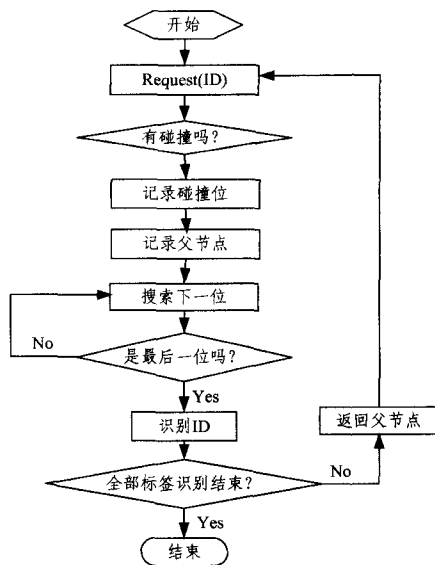 开始
Request(ID)
有碰撞吗?
记录碰撞位
记录父节点
搜索下一位
No
是最后一位吗?
Yes
识别ID
返回父节点
全部标签识别结束?
No
Yes
结束